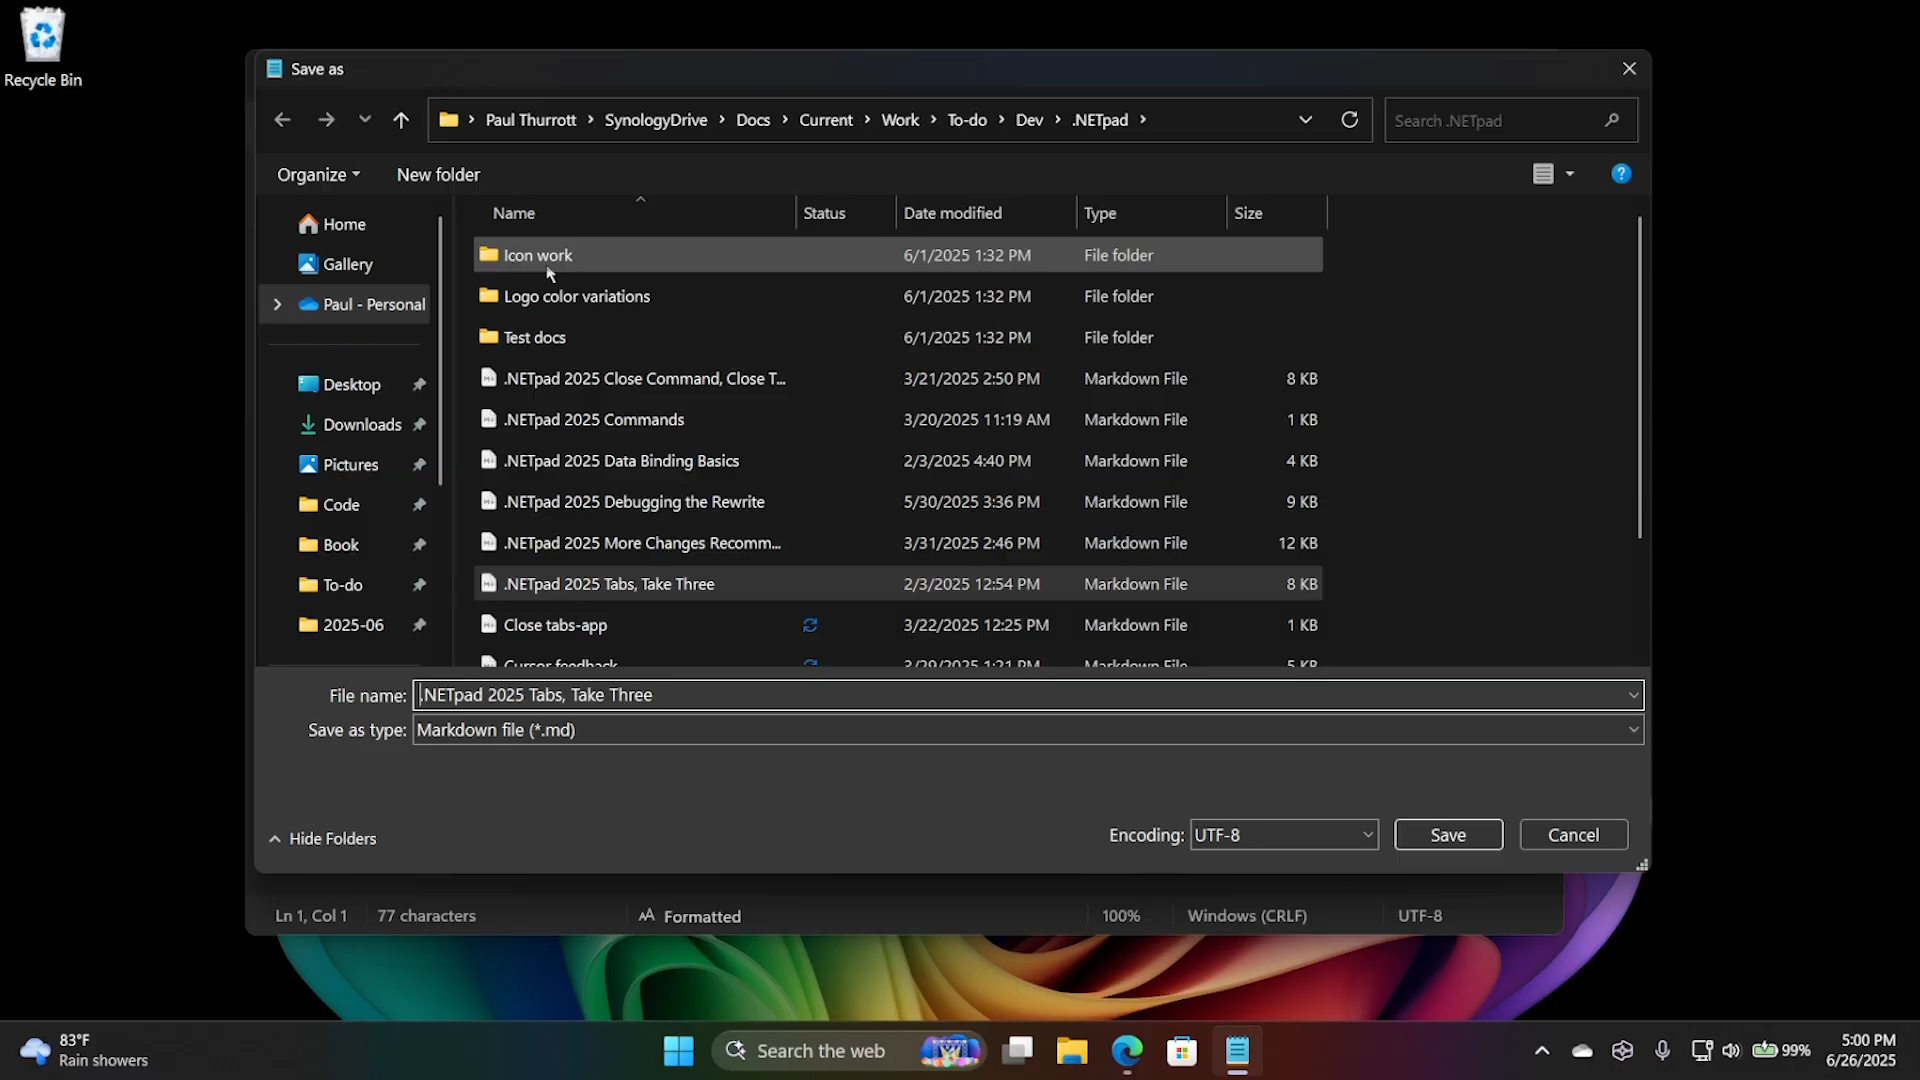 Recycle Bin
Save as
Paul Thurrott > SynologyDrive > Docs > Current > Work > To-do > Dev > .NETpad >
Search .NETpad
Organize
New folder
Home
Gallery
Paul - Personal
Desktop
Downloads
Pictures
Code
Book
To-do
2025-06
Name Status Date modified Type Size
Icon work 6/1/2025 1:32 PM File folder
Logo color variations 6/1/2025 1:32 PM File folder
Test docs 6/1/2025 1:32 PM File folder
.NETpad 2025 Close Command, Close T... 3/21/2025 2:50 PM Markdown File 8 KB
.NETpad 2025 Commands 3/20/2025 11:19 AM Markdown File 1 KB
.NETpad 2025 Data Binding Basics 2/3/2025 4:40 PM Markdown File 4 KB
.NETpad 2025 Debugging the Rewrite 5/30/2025 3:36 PM Markdown File 9 KB
.NETpad 2025 More Changes Recomm... 3/31/2025 2:46 PM Markdown File 12 KB
.NETpad 2025 Tabs, Take Three 2/3/2025 12:54 PM Markdown File 8 KB
Close tabs-app 3/22/2025 12:25 PM Markdown File 1 KB
Cursor feedback 3/29/2025 1:21 PM Markdown File 5 KB
File name: .NETpad 2025 Tabs, Take Three
Save as type: Markdown file (*.md)
Hide Folders
Encoding: UTF-8
Save
Cancel
Ln 1, Col 1 77 characters Formatted 100% Windows (CRLF) UTF-8
83°F
Rain showers
Search the web
99%
5:00 PM
6/26/2025